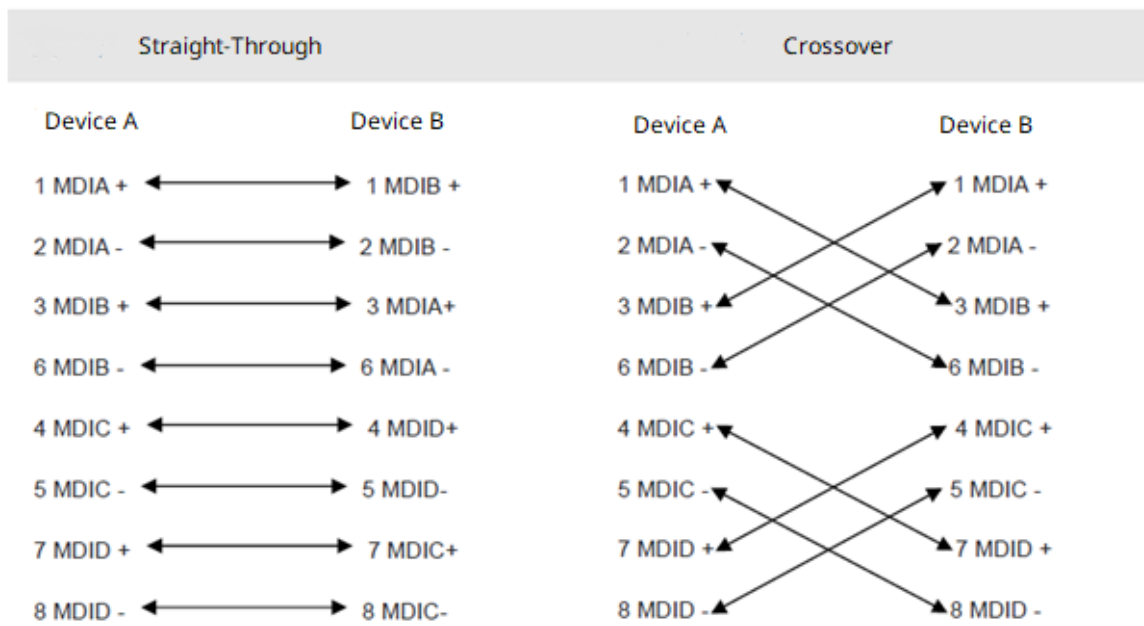 Straight-Through Crossover
Device A Device B Device A Device B
1 MDIA + 1 MDIB + 1 MDIA + 1 MDIA +
2 MDIA - 2 MDIB - 2 MDIA - 2 MDIA -
3 MDIB + 3 MDIA+ 3 MDIB + 3 MDIB +
6 MDIB - 6 MDIA - 6 MDIB - 6 MDIB -
4 MDIC + 4 MDID+ 4 MDIC + 4 MDIC +
5 MDIC - 5 MDID- 5 MDIC - 5 MDIC -
7 MDID + 7 MDIC+ 7 MDID + 7 MDID +
8 MDID - 8 MDIC- 8 MDID - 8 MDID -